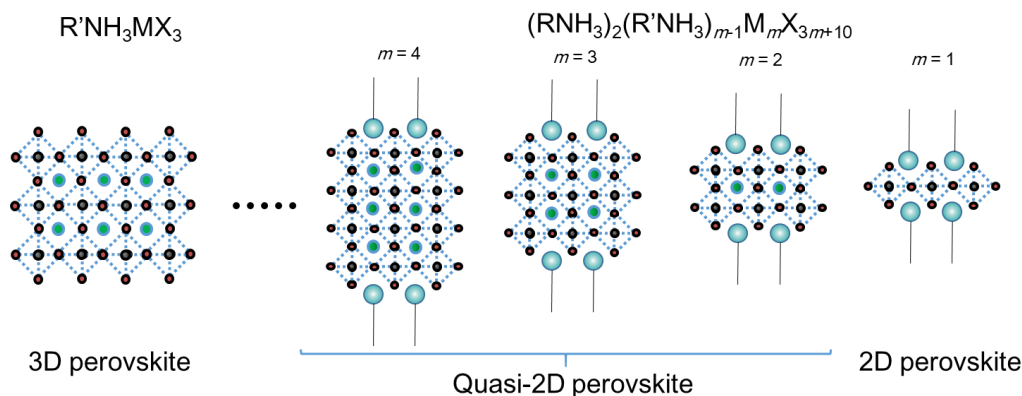 R'NH₃MX₃
(RNH₃)₂(R'NH₃)ₘ₋₁MₘX₃ₘ₊₁₀
m = 4
m = 3
m = 2
m = 1
3D perovskite
Quasi-2D perovskite
2D perovskite